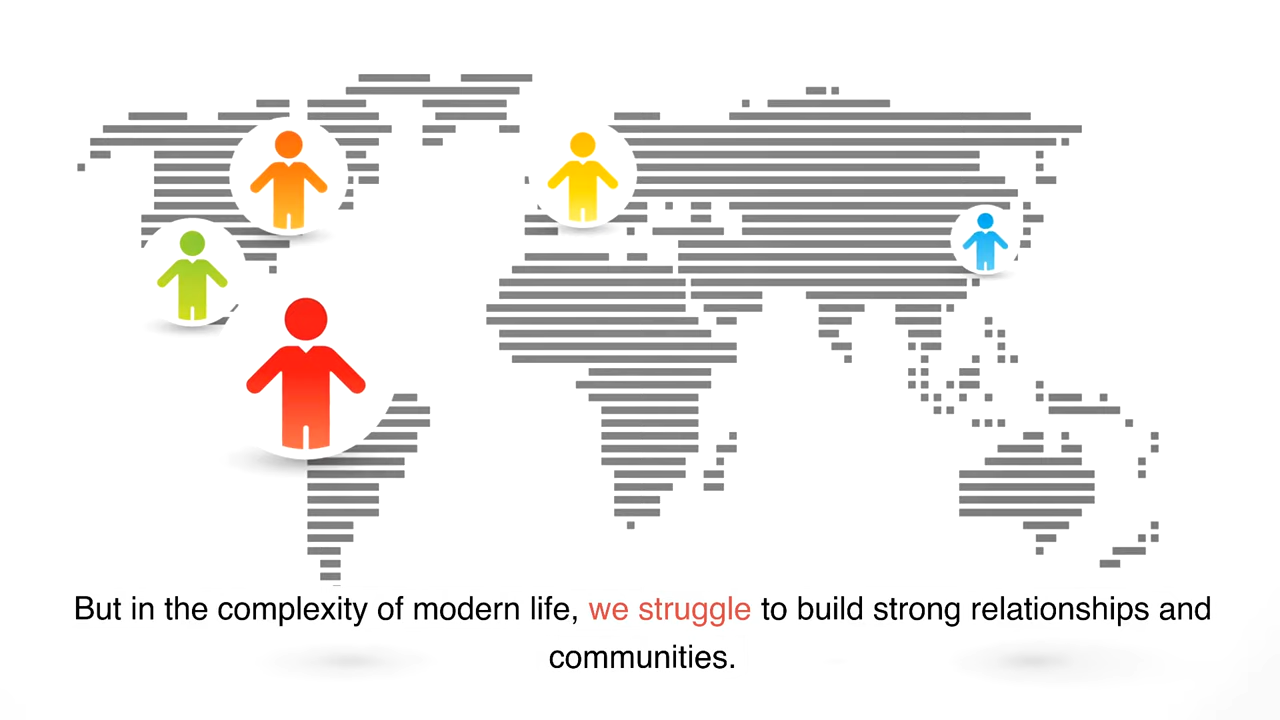 But in the complexity of modern life, we struggle to build strong relationships and
communities.